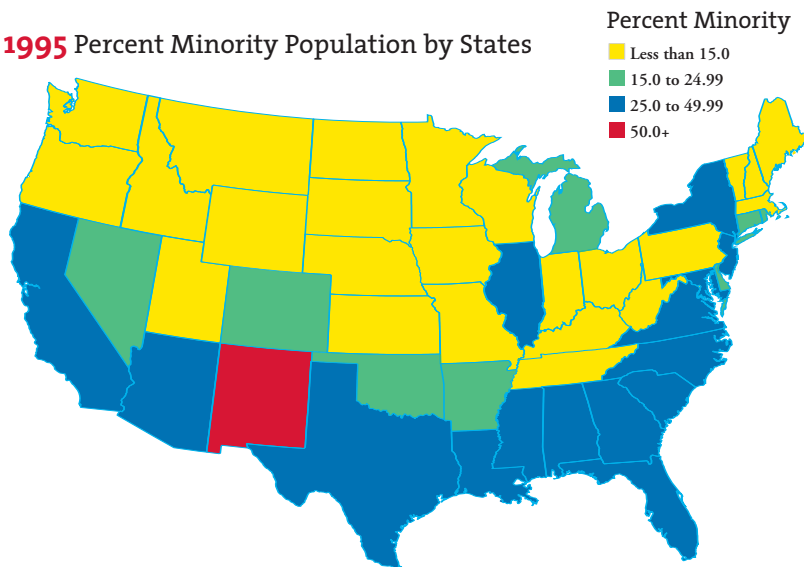 1995 Percent Minority Population by States
Percent Minority
Less than 15.0
15.0 to 24.99
25.0 to 49.99
50.0+